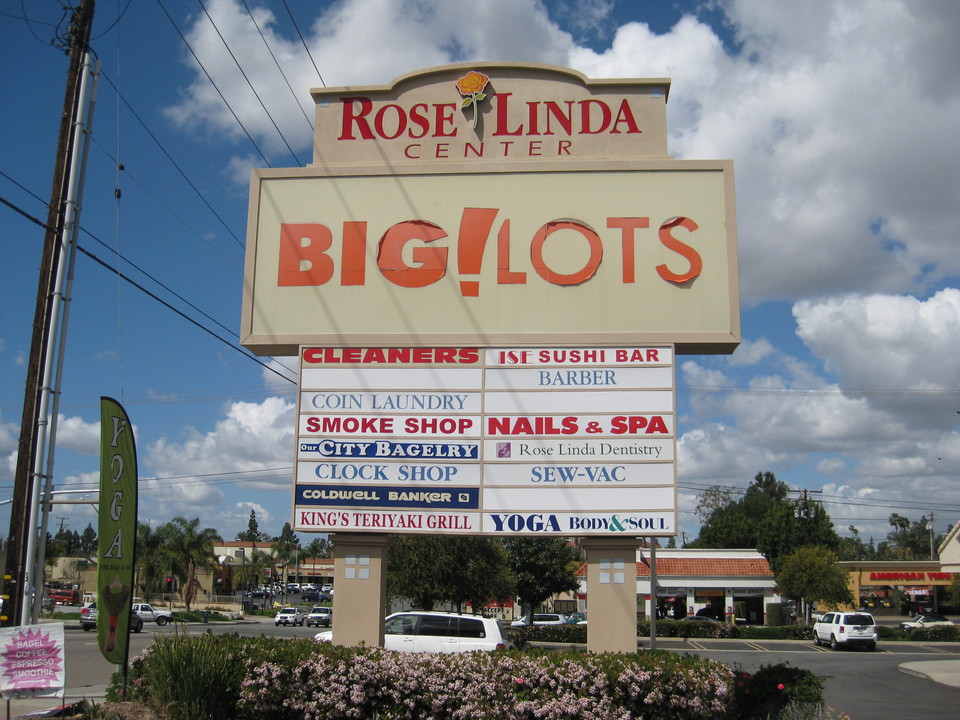 ROSE LINDA
CENTER
BIG! LOTS
CLEANERS
ISE SUSHI BAR
BARBER
COIN LAUNDRY
SMOKE SHOP
NAILS & SPA
Our CITY BAGELRY
Rose Linda Dentistry
CLOCK SHOP
SEW-VAC
COLDWELL BANKER
KING'S TERIYAKI GRILL
YOGA BODY & SOUL
YOGA
BAGEL
COFFEE
ESPRESSO
SMOOTHIE
AMERICAN TIRE